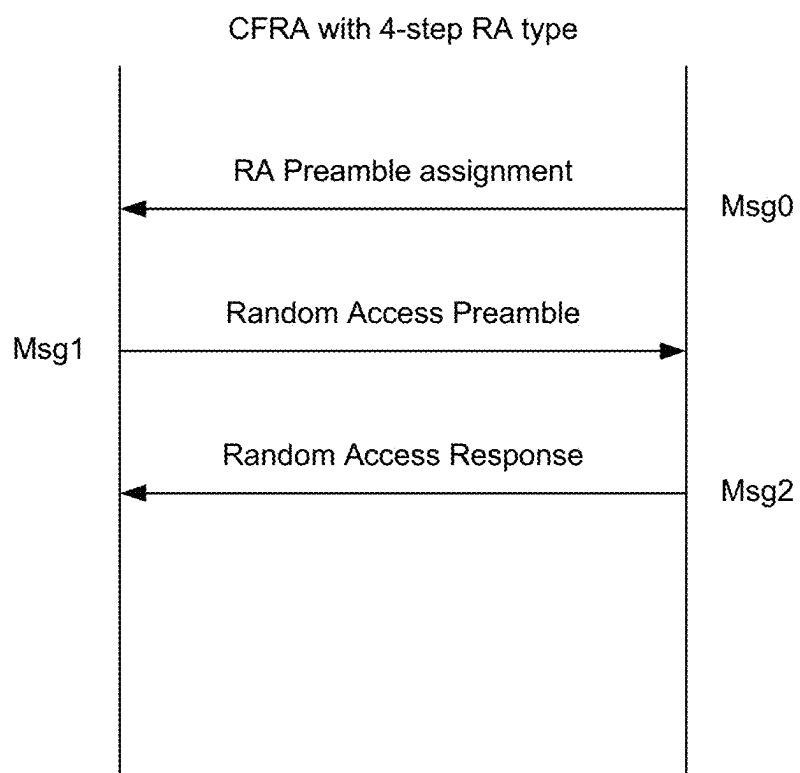 CFRA with 4-step RA type
RA Preamble assignment
Msg0
Random Access Preamble
Msg1
Random Access Response
Msg2